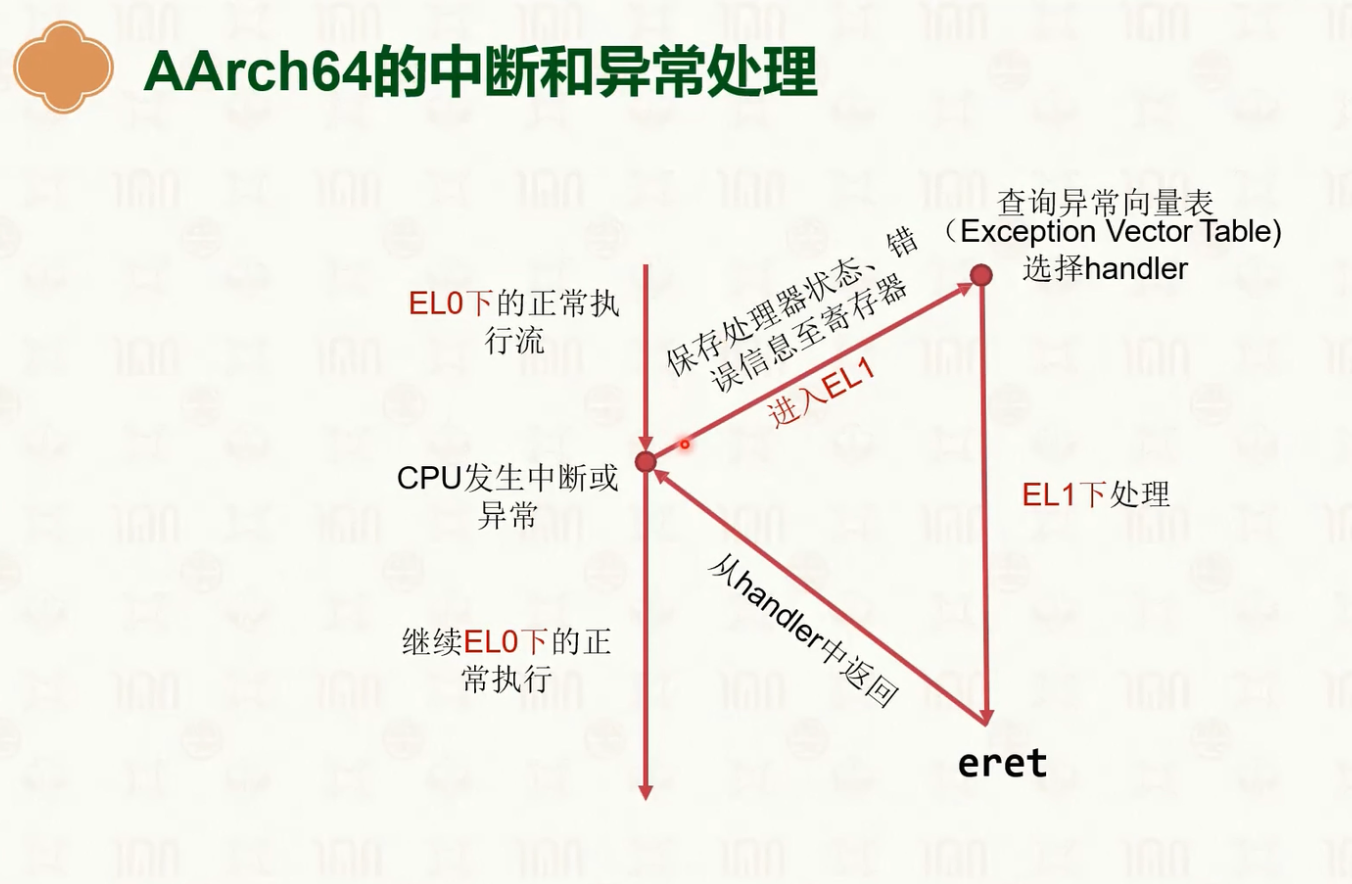 AArch64的中断和异常处理
查询异常向量表
（Exception Vector Table)
选择handler
保存处理器状态、错
误信息至寄存器
进入EL1
EL0下的正常执
行流
CPU发生中断或
异常
EL1下处理
从handler中返回
继续EL0下的正
常执行
eret